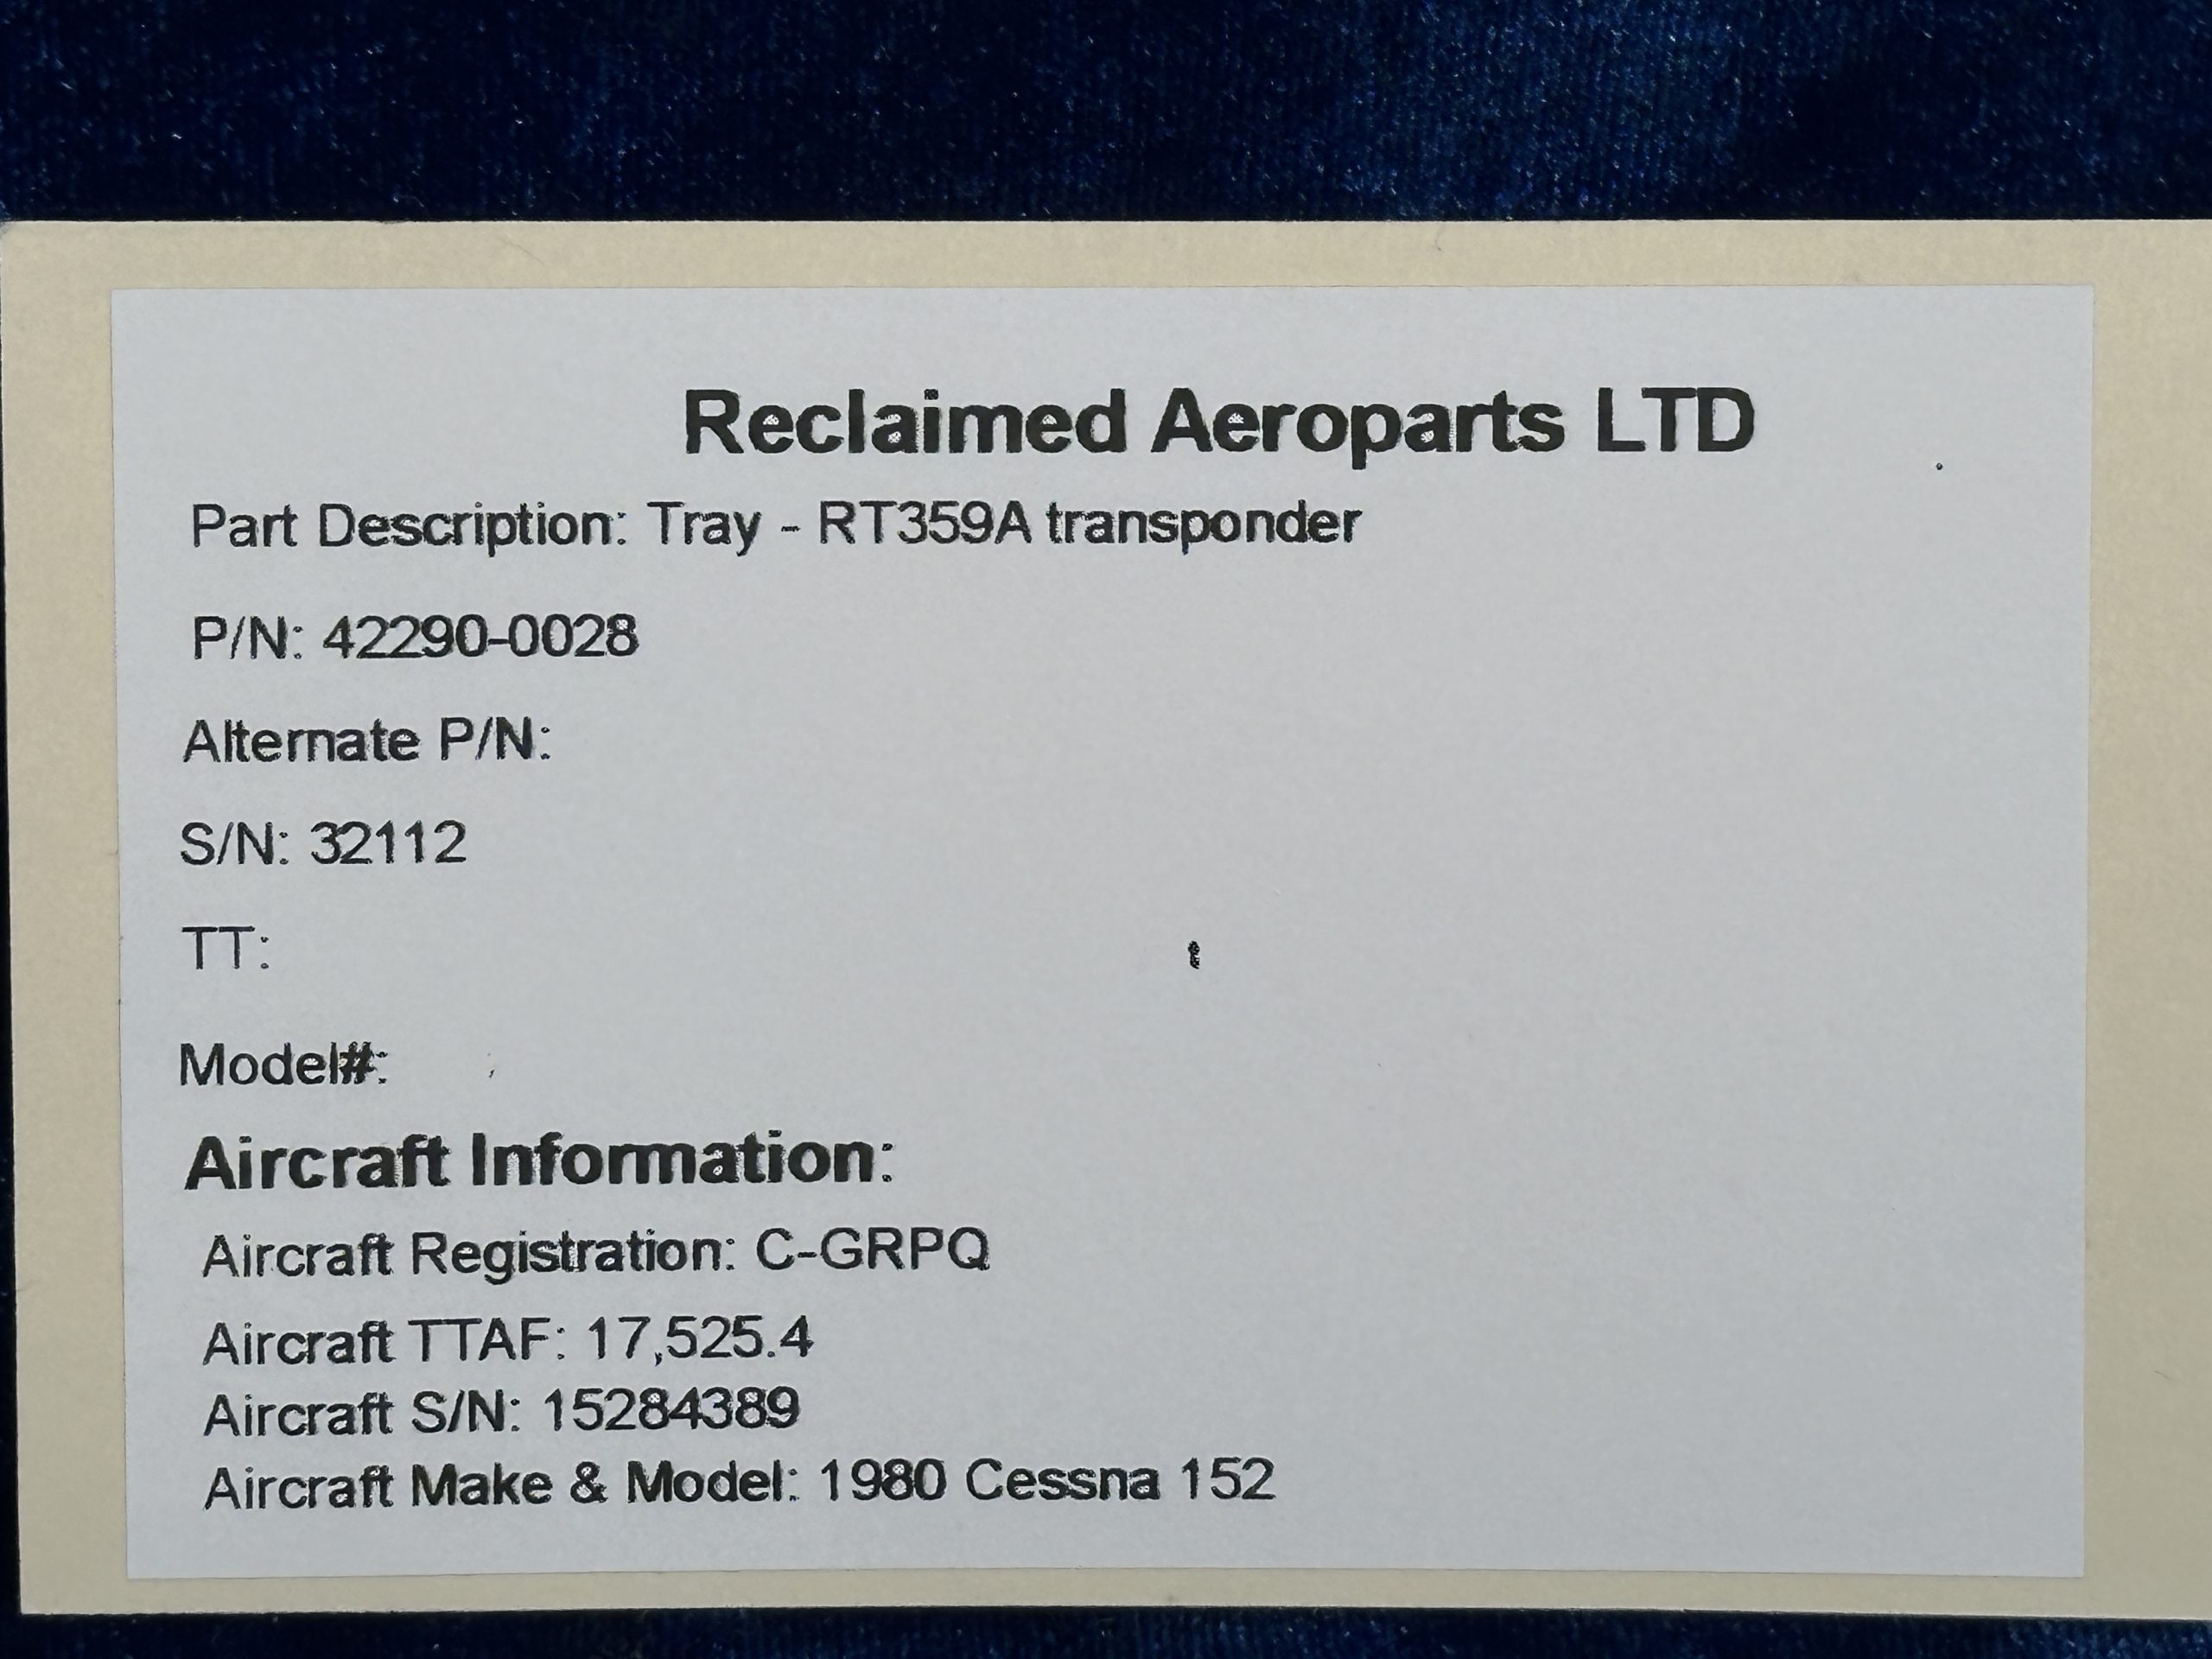 Reclaimed Aeroparts LTD
Part Description: Tray - RT359A transponder
P/N: 42290-0028
Alternate P/N:
S/N: 32112
TT:
Model#:
Aircraft Information:
Aircraft Registration: C-GRPQ
Aircraft TTAF: 17,525.4
Aircraft S/N: 15284389
Aircraft Make & Model: 1980 Cessna 152